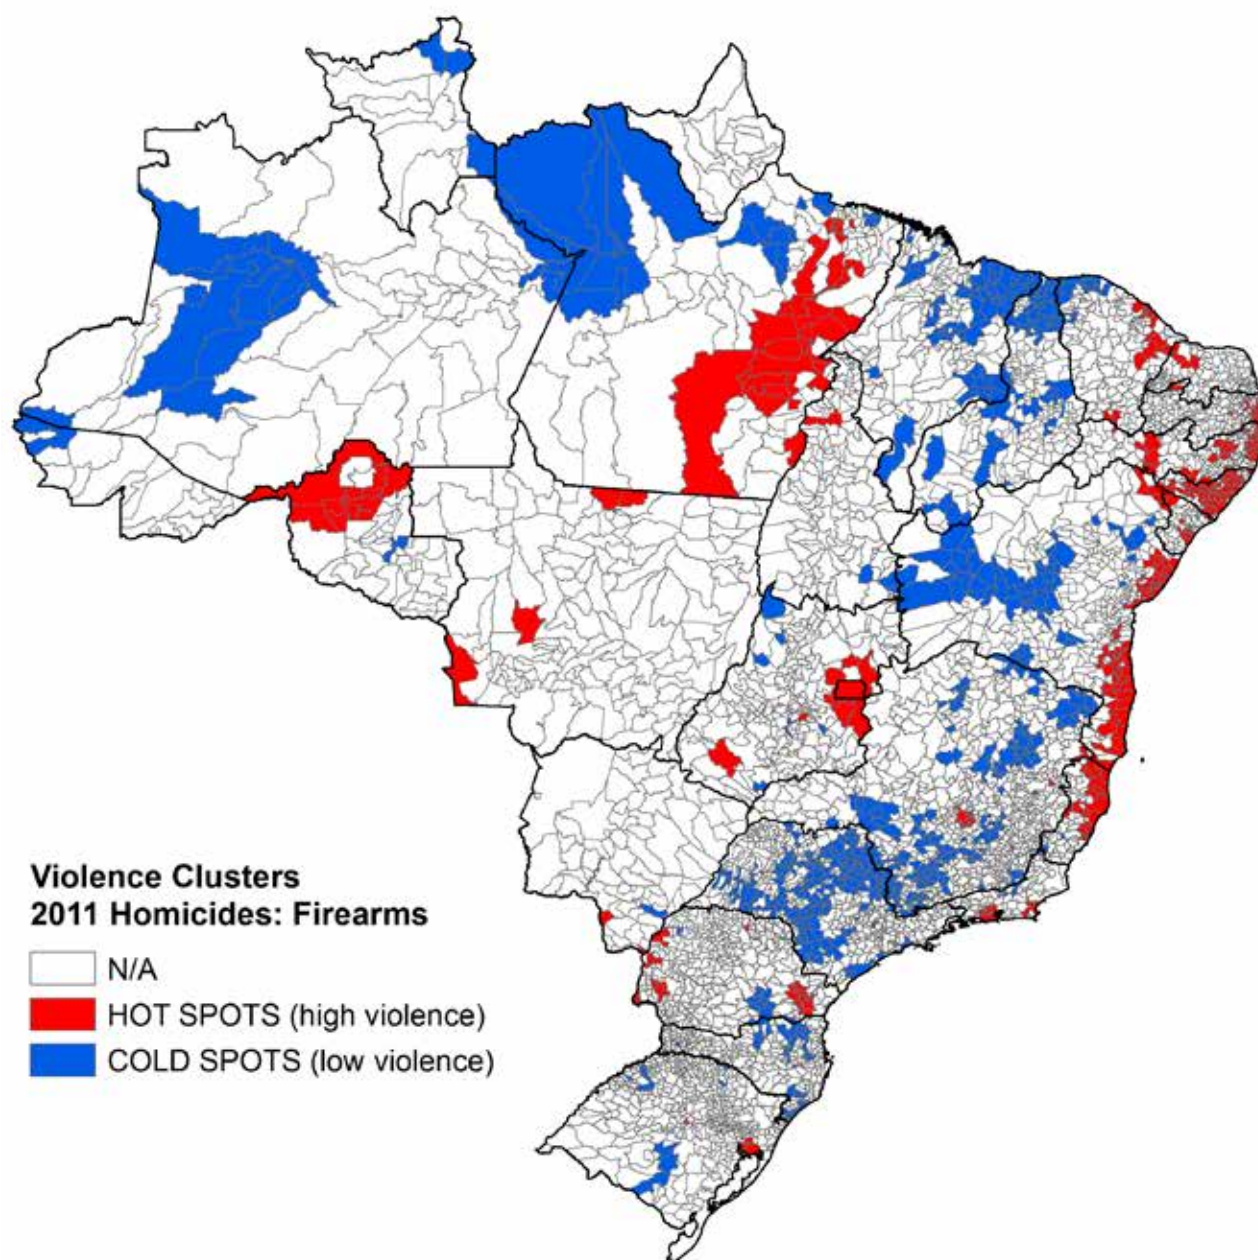 Violence Clusters
2011 Homicides: Firearms
N/A
HOT SPOTS (high violence)
COLD SPOTS (low violence)